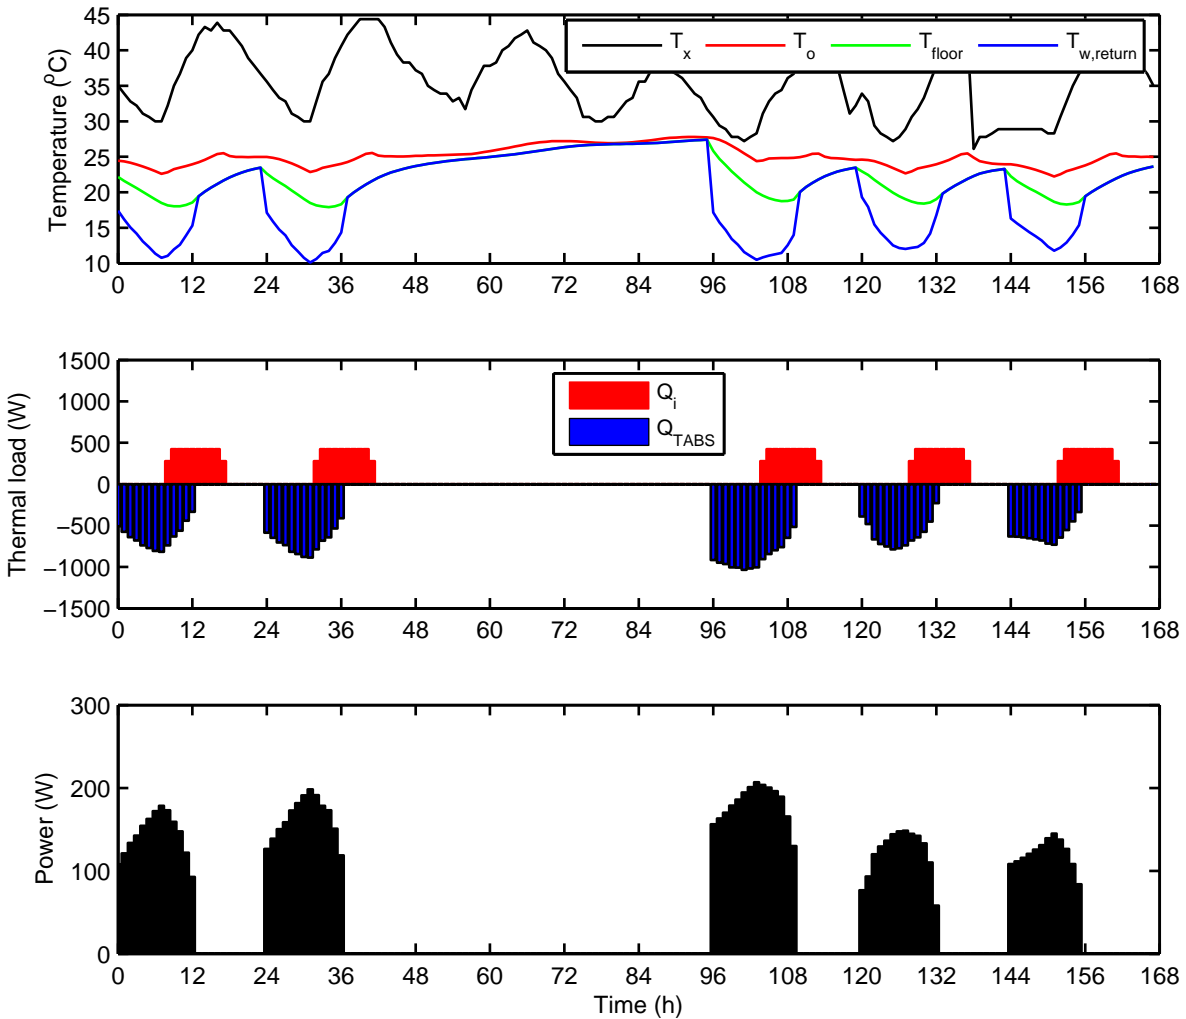 45
40
35
30
25
20
15
10
Temperature (°C)
T_x T_o T_floor T_w,return
0 12 24 36 48 60 72 84 96 108 120 132 144 156 168
1500
1000
500
0
−500
−1000
−1500
Thermal load (W)
Q_i
Q_TABS
0 12 24 36 48 60 72 84 96 108 120 132 144 156 168
300
200
100
0
Power (W)
0 12 24 36 48 60 72 84 96 108 120 132 144 156 168
Time (h)